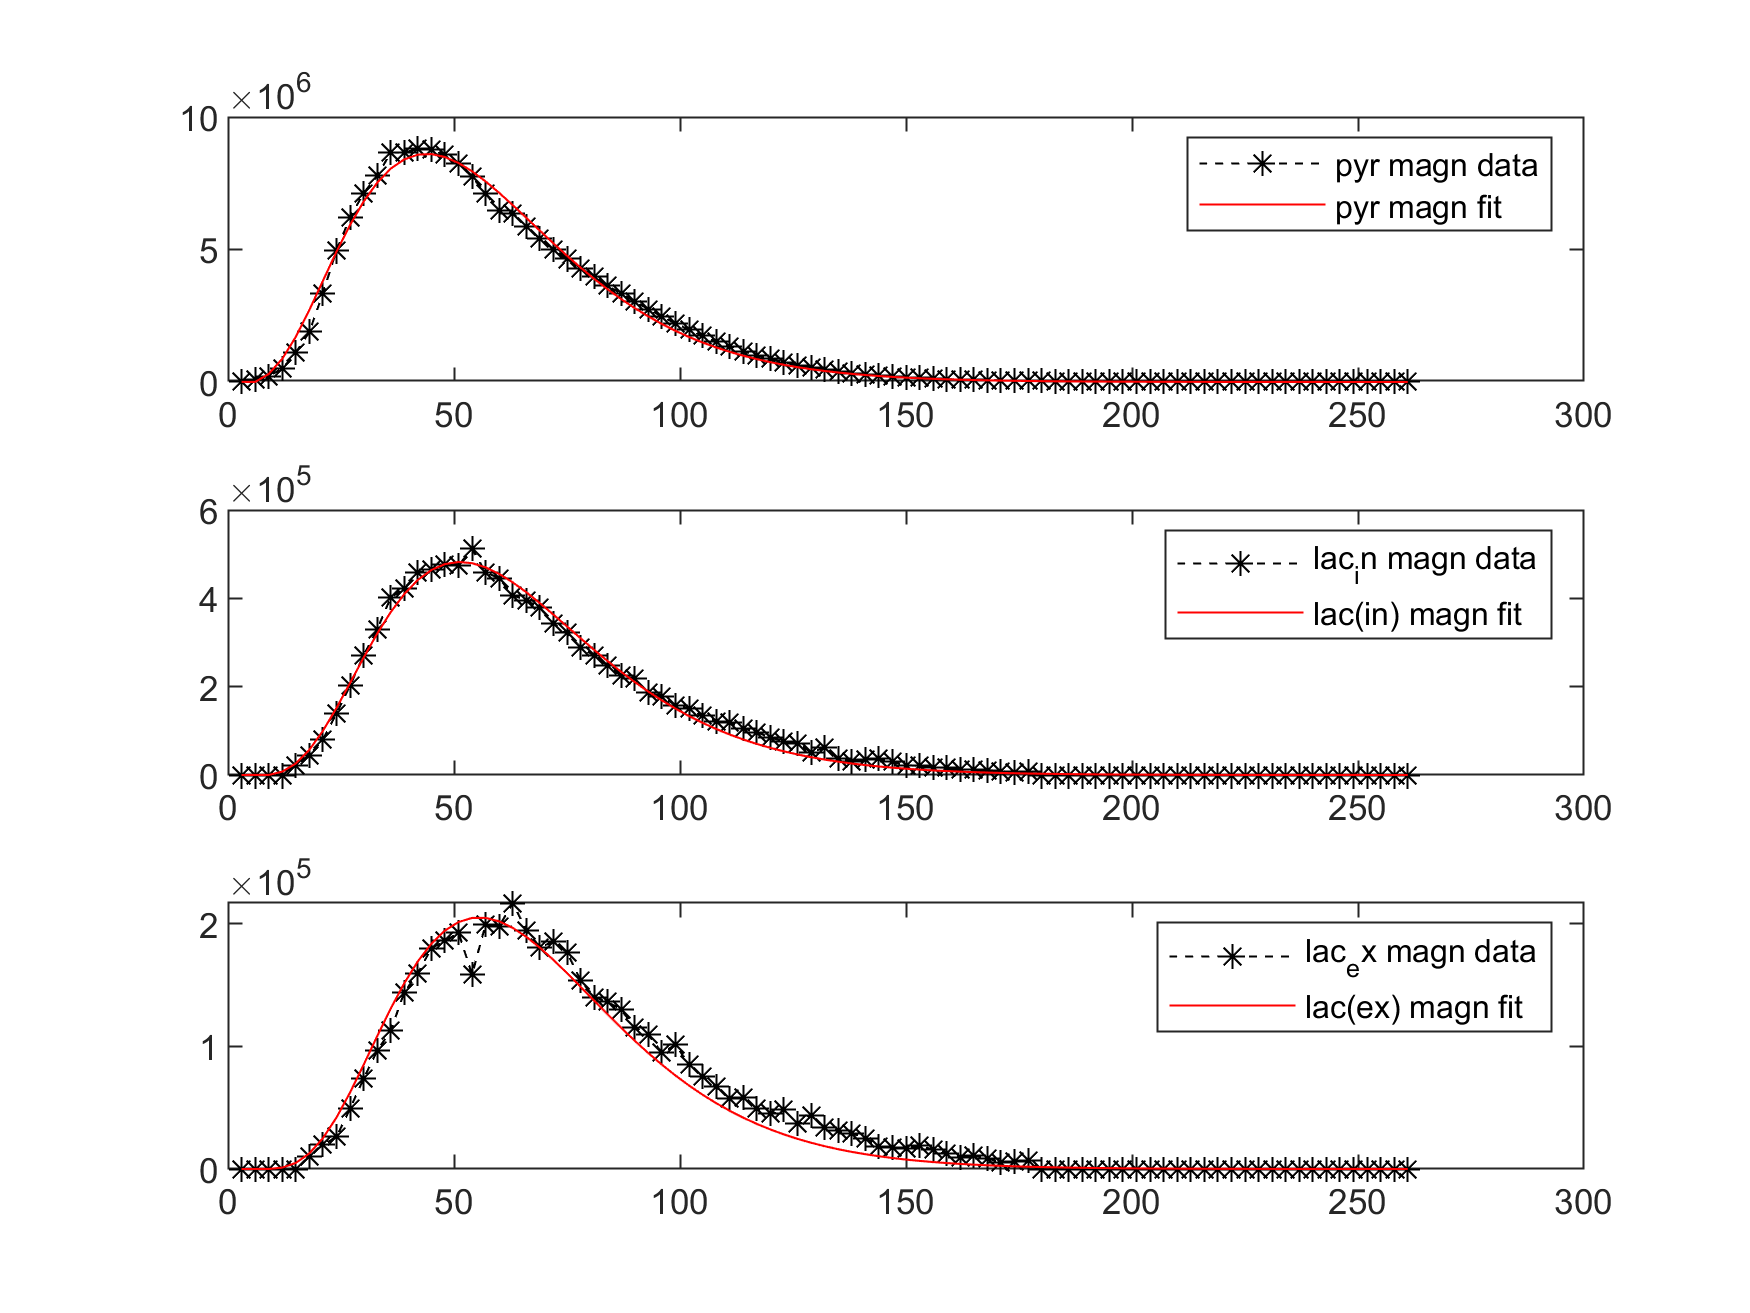 ×10^6
10
5
0
0 50 100 150 200 250 300
pyr magn data
pyr magn fit
×10^5
6
4
2
0
0 50 100 150 200 250 300
lac_in magn data
lac(in) magn fit
×10^5
2
1
0
0 50 100 150 200 250 300
lac_ex magn data
lac(ex) magn fit